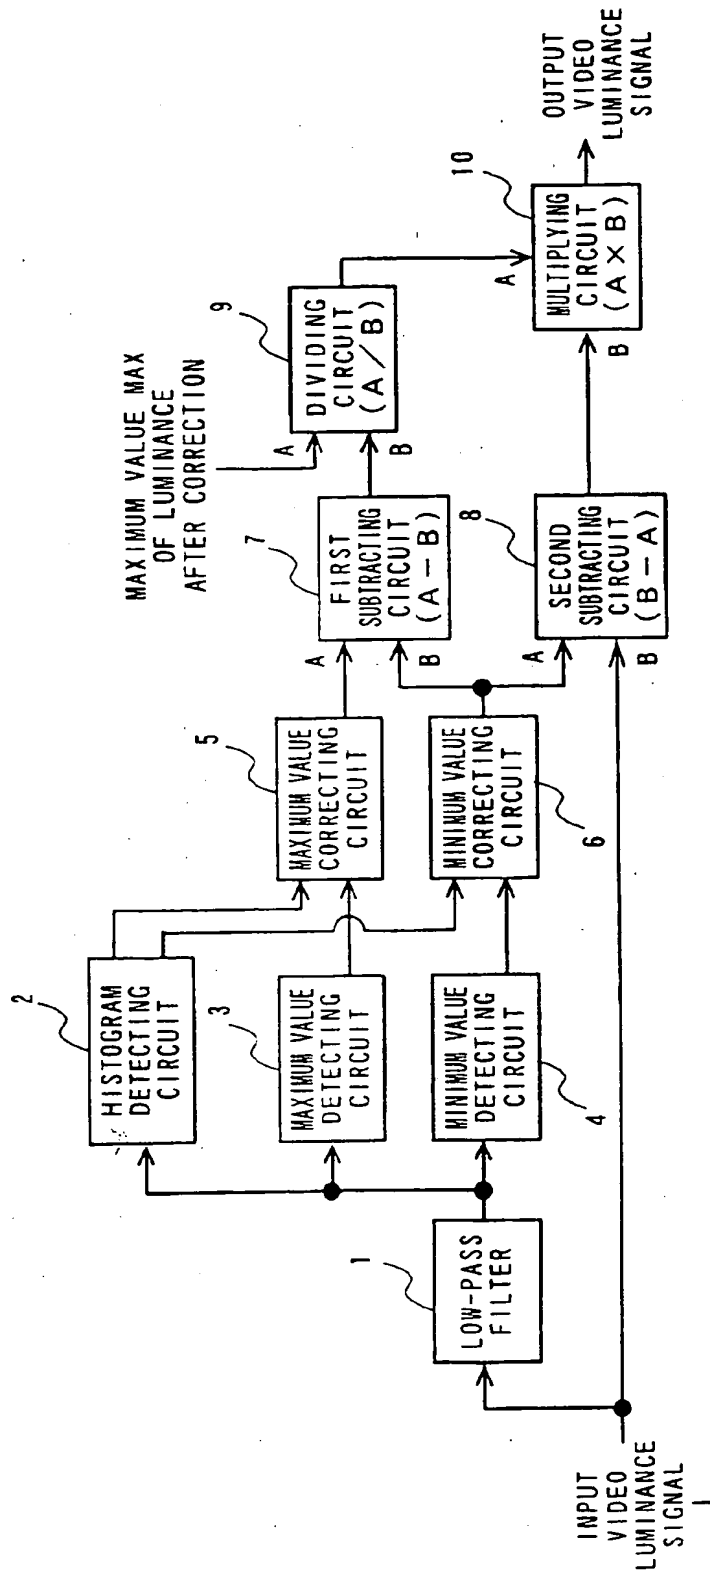 INPUT
VIDEO
LUMINANCE
SIGNAL
1
LOW-PASS
FILTER
2
HISTOGRAM
DETECTING
CIRCUIT
3
MAXIMUM VALUE
DETECTING
CIRCUIT
4
MINIMUM VALUE
DETECTING
CIRCUIT
5
MAXIMUM VALUE
CORRECTING
CIRCUIT
6
MINIMUM VALUE
CORRECTING
CIRCUIT
MAXIMUM VALUE MAX
OF LUMINANCE
AFTER CORRECTION
7
A
B
FIRST
SUBTRACTING
CIRCUIT
(A-B)
8
A
B
SECOND
SUBTRACTING
CIRCUIT
(B-A)
9
A
B
DIVIDING
CIRCUIT
(A/B)
10
A
B
MULTIPLYING
CIRCUIT
(A×B)
OUTPUT
VIDEO
LUMINANCE
SIGNAL